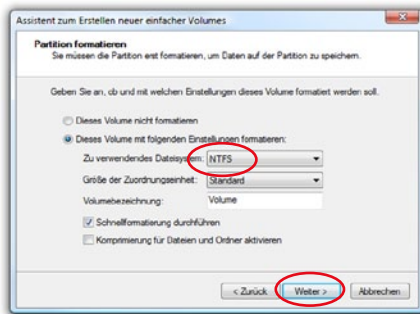 Assistent zum Erstellen neuer einfacher Volumes
Partition formatieren
Sie müssen die Partition erst formatieren, um Daten auf der Partition zu speichern.
Geben Sie an, ob und mit welchen Einstellungen dieses Volume formatiert werden soll.
Dieses Volume nicht formatieren
Dieses Volume mit folgenden Einstellungen formatieren:
Zu verwendendes Dateisystem: NTFS
Größe der Zuordnungseinheit: Standard
Volumebezeichnung: Volume
Schnellformatierung durchführen
Komprimierung für Dateien und Ordner aktivieren
< Zurück Weiter > Abbrechen